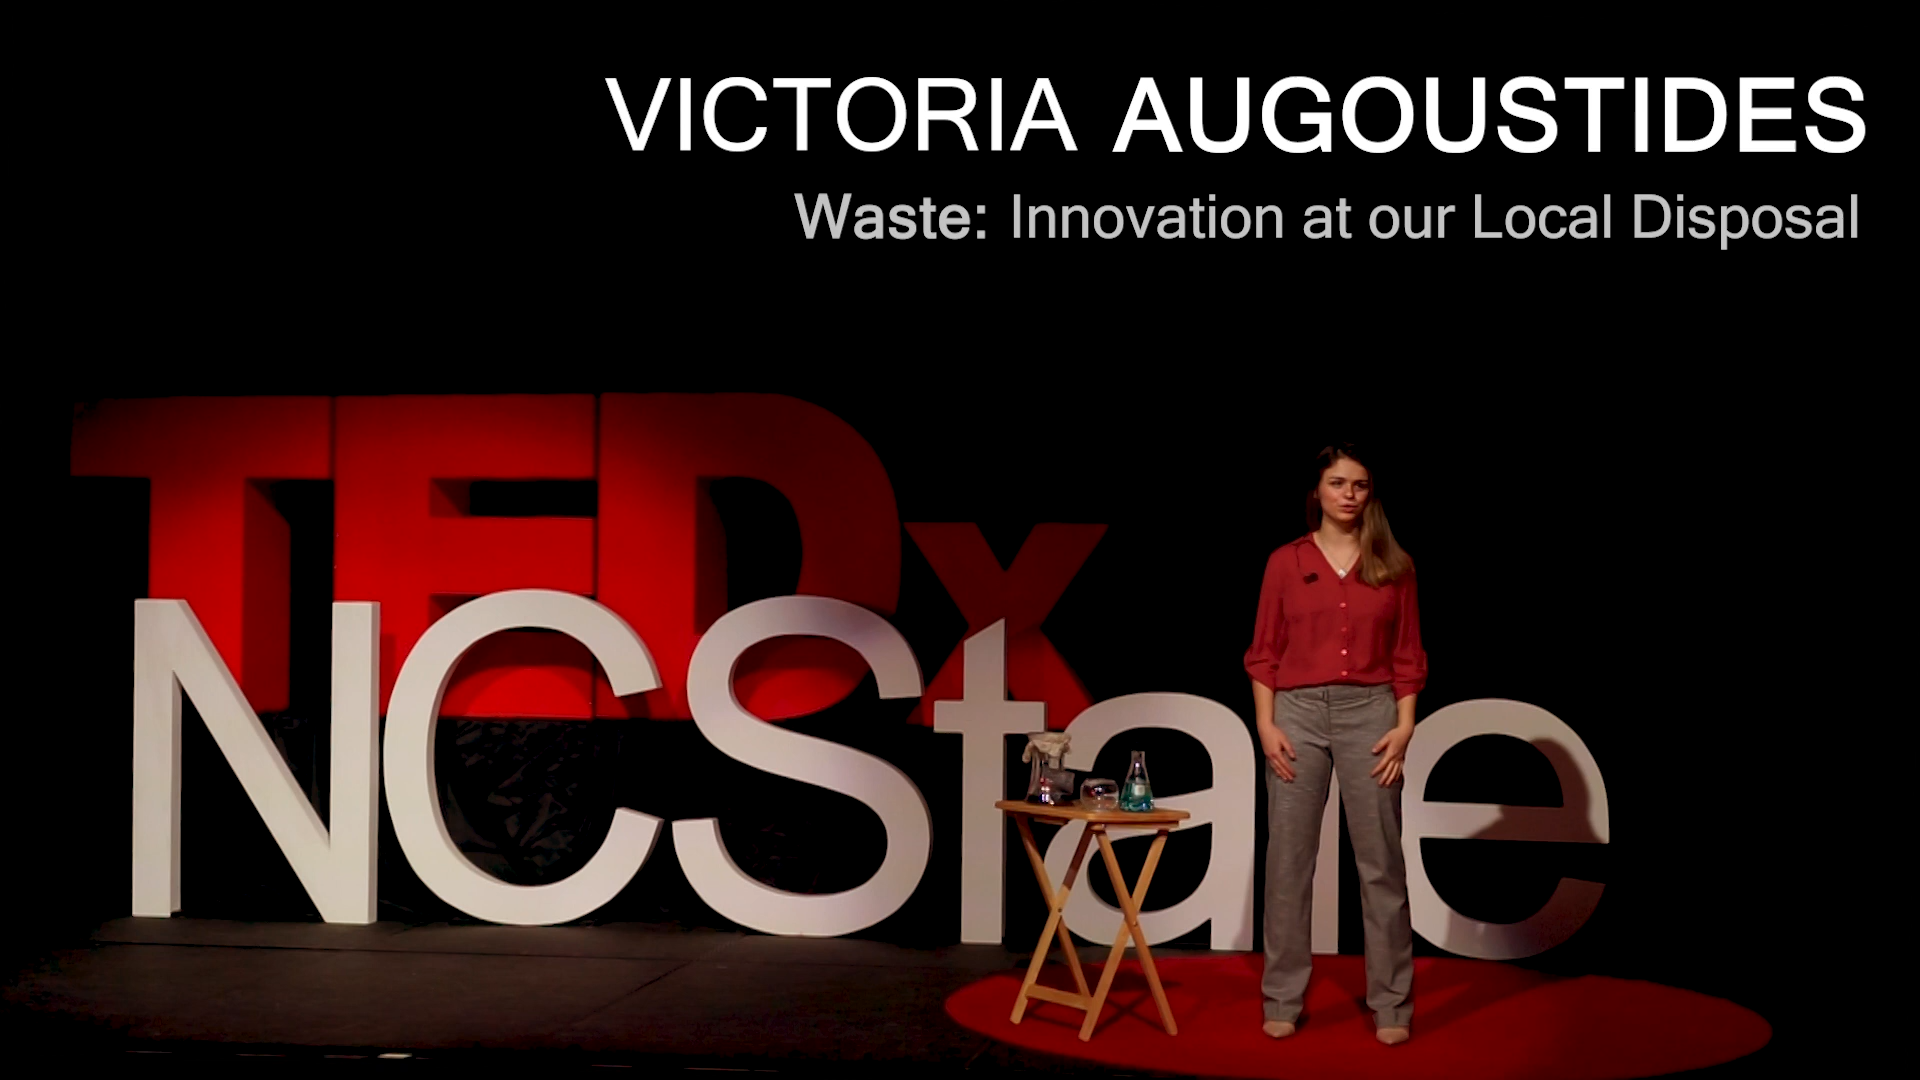 VICTORIA AUGOUSTIDES
Waste: Innovation at our Local Disposal
TEDx
NCState